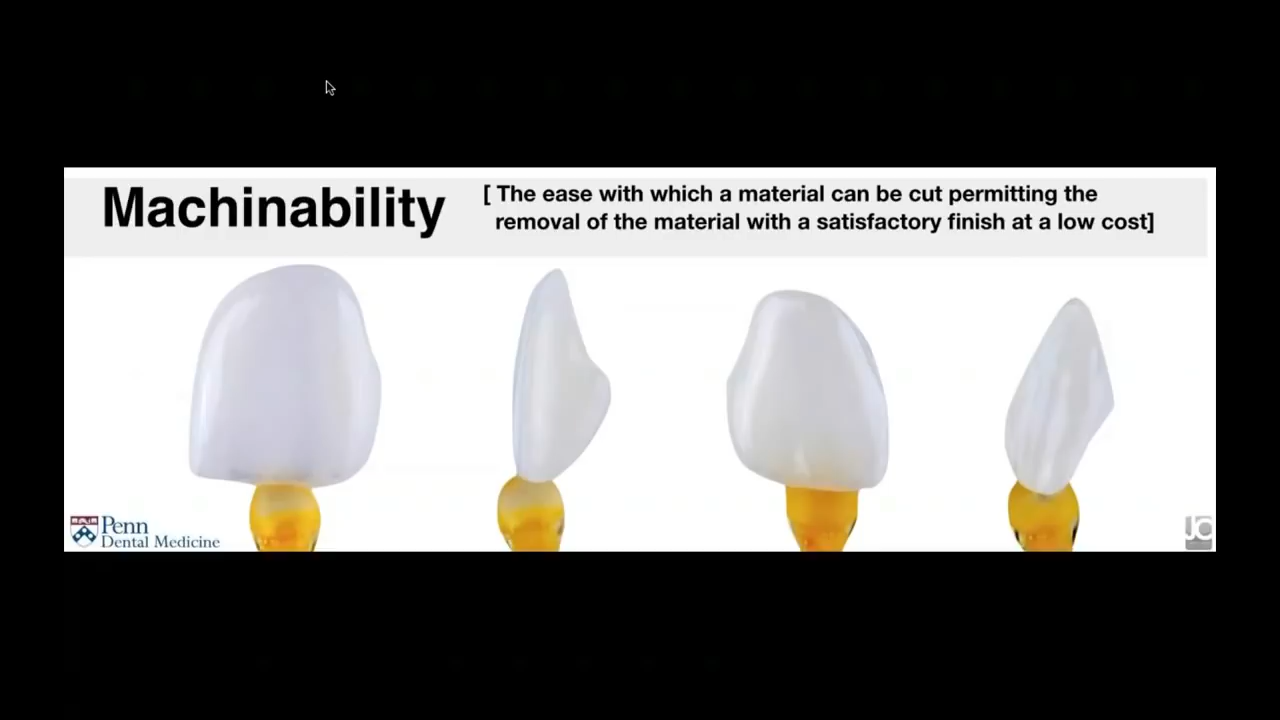 Machinability
[ The ease with which a material can be cut permitting the
removal of the material with a satisfactory finish at a low cost]
Penn
Dental Medicine
JC